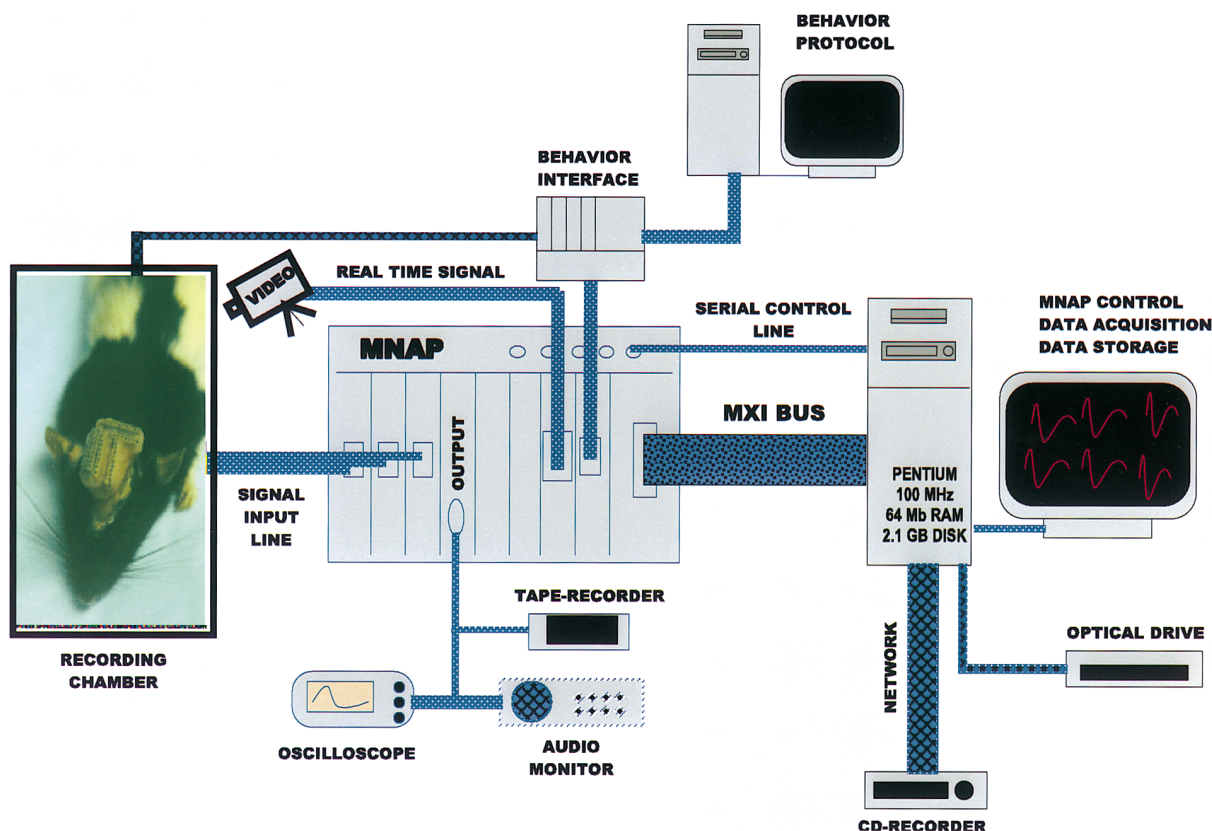 BEHAVIOR
PROTOCOL
BEHAVIOR
INTERFACE
VIDEO
REAL TIME SIGNAL
SERIAL CONTROL
LINE
MNAP CONTROL
DATA ACQUISITION
DATA STORAGE
MNAP
MXI BUS
OUTPUT
SIGNAL
INPUT
LINE
PENTIUM
100 MHz
64 Mb RAM
2.1 GB DISK
TAPE-RECORDER
RECORDING
CHAMBER
OPTICAL DRIVE
NETWORK
OSCILLOSCOPE
AUDIO
MONITOR
CD-RECORDER